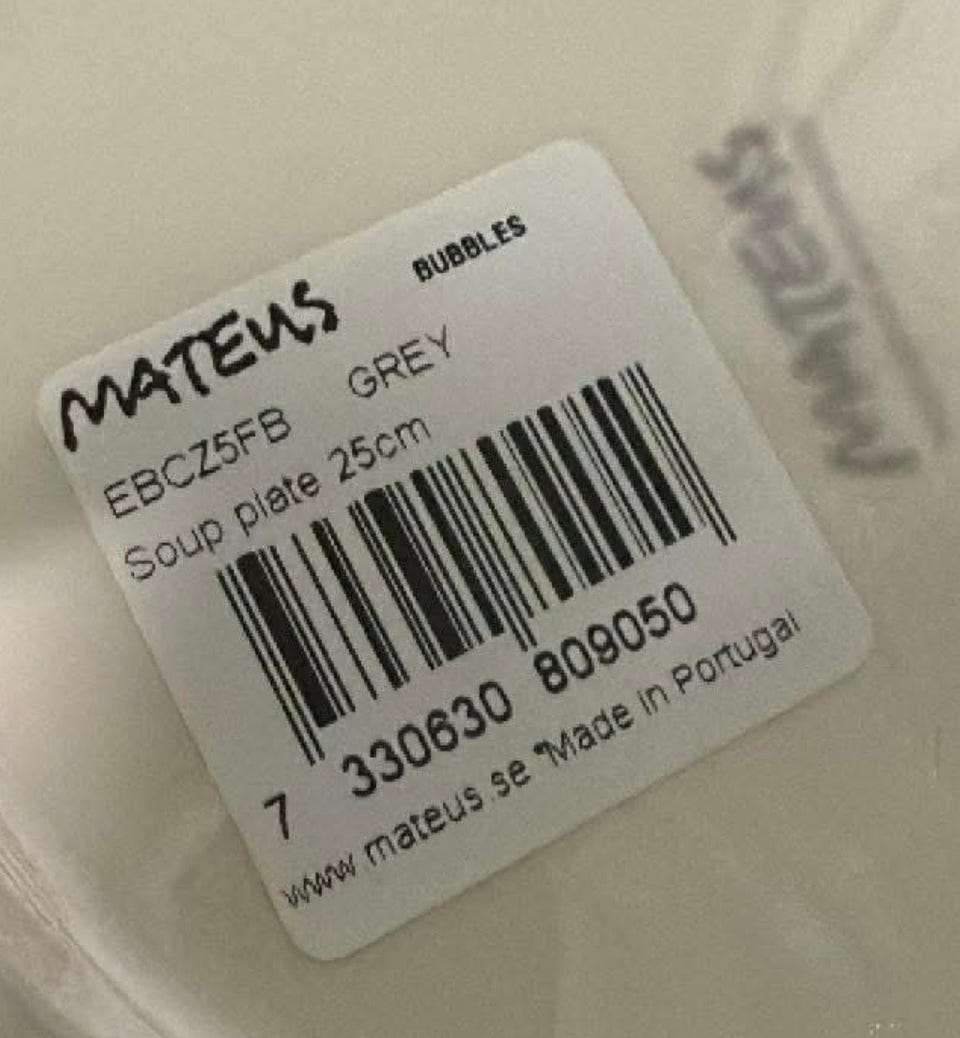 MATEUS BUBBLES
EBCZ5FB GREY
Soup plate 25cm
7 330630 809050
www.mateus.se *Made in Portugal
MATEUS